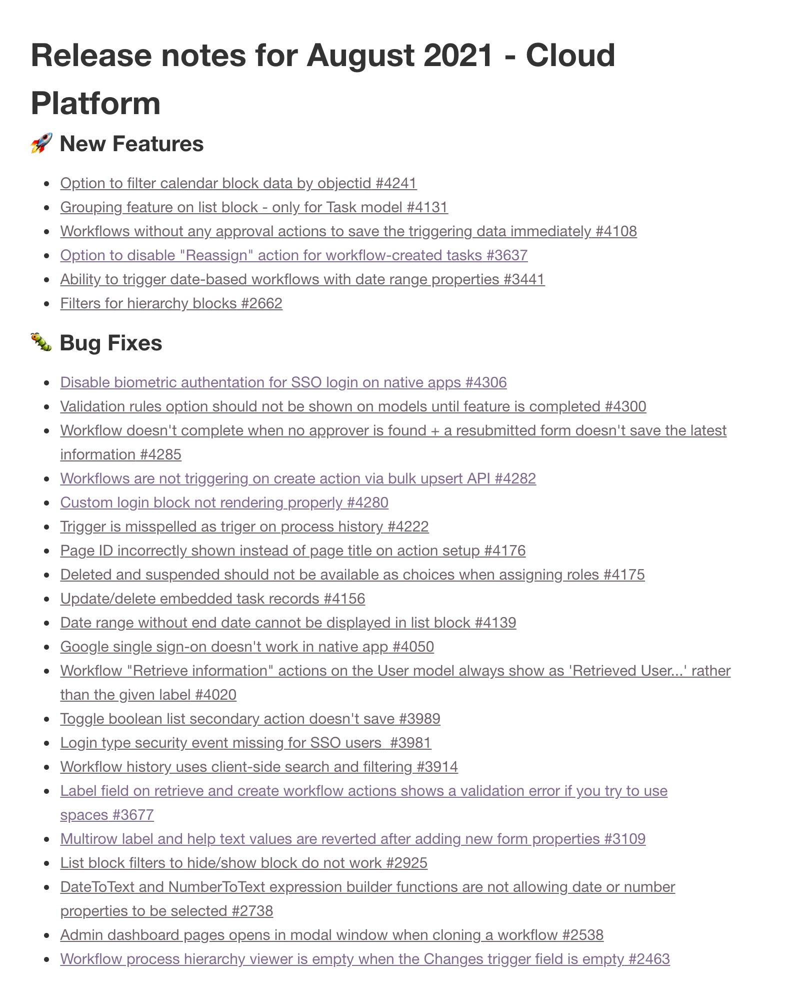 Release notes for August 2021 - Cloud
Platform
🚀 New Features
• Option to filter calendar block data by objectid #4241
• Grouping feature on list block - only for Task model #4131
• Workflows without any approval actions to save the triggering data immediately #4108
• Option to disable "Reassign" action for workflow-created tasks #3637
• Ability to trigger date-based workflows with date range properties #3441
• Filters for hierarchy blocks #2662
🐛 Bug Fixes
• Disable biometric authentation for SSO login on native apps #4306
• Validation rules option should not be shown on models until feature is completed #4300
• Workflow doesn't complete when no approver is found + a resubmitted form doesn't save the latest
information #4285
• Workflows are not triggering on create action via bulk upsert API #4282
• Custom login block not rendering properly #4280
• Trigger is misspelled as triger on process history #4222
• Page ID incorrectly shown instead of page title on action setup #4176
• Deleted and suspended should not be available as choices when assigning roles #4175
• Update/delete embedded task records #4156
• Date range without end date cannot be displayed in list block #4139
• Google single sign-on doesn't work in native app #4050
• Workflow "Retrieve information" actions on the User model always show as 'Retrieved User...' rather
than the given label #4020
• Toggle boolean list secondary action doesn't save #3989
• Login type security event missing for SSO users  #3981
• Workflow history uses client-side search and filtering #3914
• Label field on retrieve and create workflow actions shows a validation error if you try to use
spaces #3677
• Multirow label and help text values are reverted after adding new form properties #3109
• List block filters to hide/show block do not work #2925
• DateToText and NumberToText expression builder functions are not allowing date or number
properties to be selected #2738
• Admin dashboard pages opens in modal window when cloning a workflow #2538
• Workflow process hierarchy viewer is empty when the Changes trigger field is empty #2463